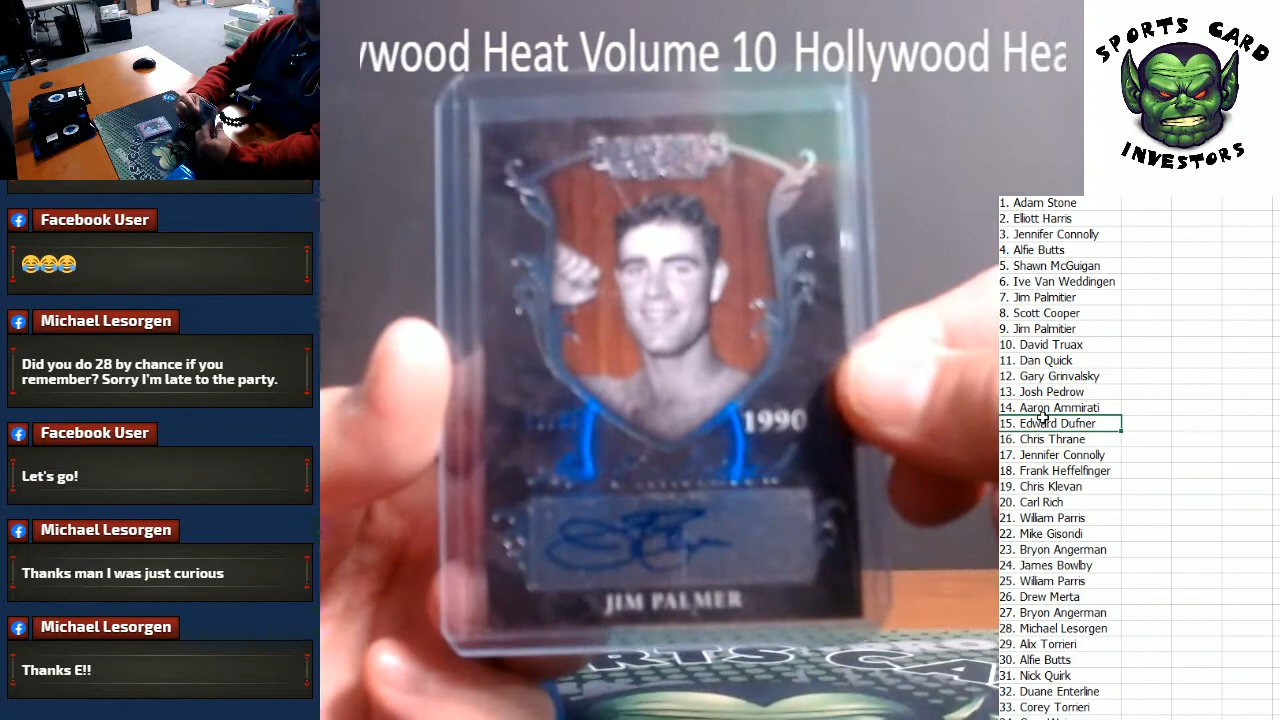 ywood Heat Volume 10 Hollywood Hea
SPORTS CARD
INVESTORS
Facebook User
😂😂😂
Michael Lesorgen
Did you do 28 by chance if you
remember? Sorry I'm late to the party.
Facebook User
Let's go!
Michael Lesorgen
Thanks man I was just curious
Michael Lesorgen
Thanks E!!
1990
JIM PALMER
1. Adam Stone
2. Elliott Harris
3. Jennifer Connolly
4. Alfie Butts
5. Shawn McGuigan
6. Ive Van Weddingen
7. Jim Palmitier
8. Scott Cooper
9. Jim Palmitier
10. David Truax
11. Dan Quick
12. Gary Grinvalsky
13. Josh Pedrow
14. Aaron Ammirati
15. Edward Dufner
16. Chris Thrane
17. Jennifer Connolly
18. Frank Heffelfinger
19. Chris Klevan
20. Carl Rich
21. William Parris
22. Mike Gisondi
23. Bryon Angerman
24. James Bowlby
25. William Parris
26. Drew Merta
27. Bryon Angerman
28. Michael Lesorgen
29. Alix Torrieri
30. Alfie Butts
31. Nick Quirk
32. Duane Enterline
33. Corey Torrieri